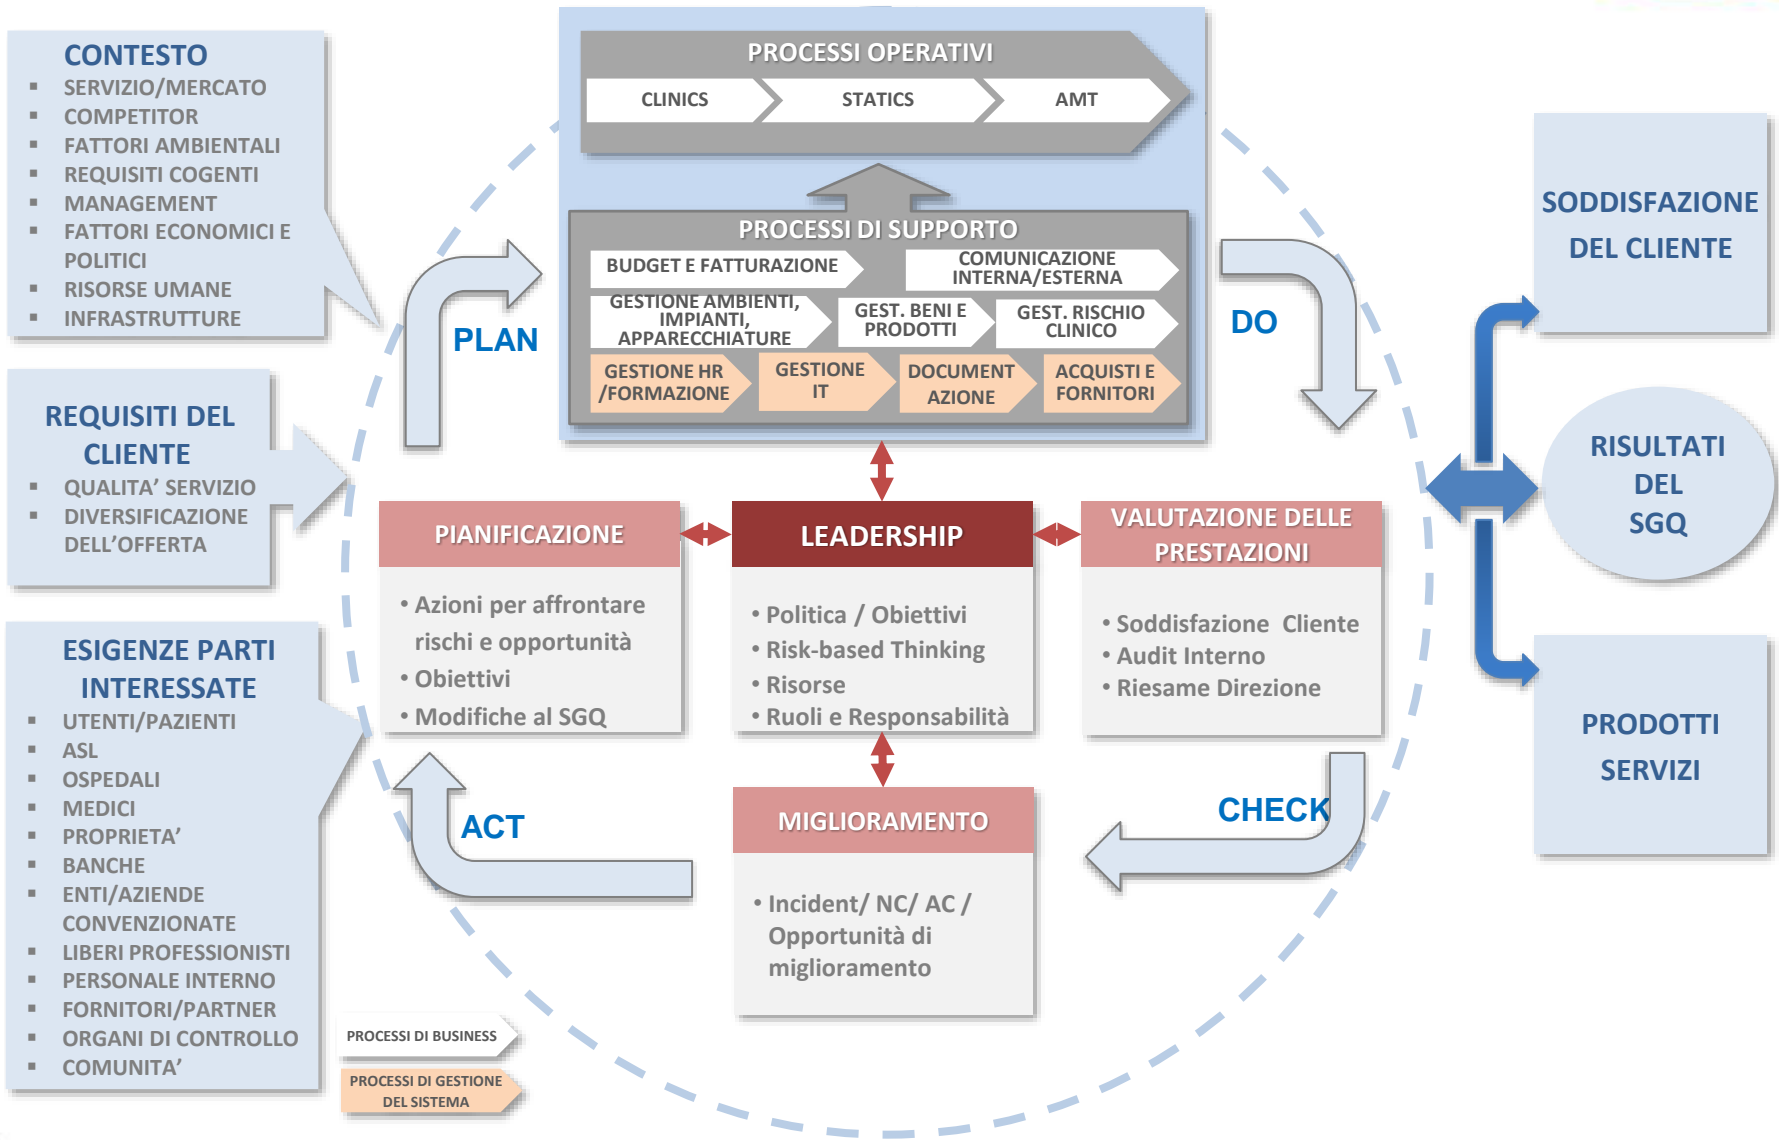 CONTESTO
SERVIZIO/MERCATO
COMPETITOR
FATTORI AMBIENTALI
REQUISITI COGENTI
MANAGEMENT
FATTORI ECONOMICI E
POLITICI
RISORSE UMANE
INFRASTRUTTURE
REQUISITI DEL
CLIENTE
QUALITA’ SERVIZIO
DIVERSIFICAZIONE
DELL’OFFERTA
ESIGENZE PARTI
INTERESSATE
UTENTI/PAZIENTI
ASL
OSPEDALI
MEDICI
PROPRIETA’
BANCHE
ENTI/AZIENDE
CONVENZIONATE
LIBERI PROFESSIONISTI
PERSONALE INTERNO
FORNITORI/PARTNER
ORGANI DI CONTROLLO
COMUNITA’
PROCESSI OPERATIVI
CLINICS
STATICS
AMT
PROCESSI DI SUPPORTO
BUDGET E FATTURAZIONE
COMUNICAZIONE
INTERNA/ESTERNA
GESTIONE AMBIENTI,
IMPIANTI,
APPARECCHIATURE
GEST. BENI E
PRODOTTI
GEST. RISCHIO
CLINICO
GESTIONE HR
/FORMAZIONE
GESTIONE
IT
DOCUMENT
AZIONE
ACQUISTI E
FORNITORI
PLAN
DO
PIANIFICAZIONE
• Azioni per affrontare
rischi e opportunità
• Obiettivi
• Modifiche al SGQ
LEADERSHIP
• Politica / Obiettivi
• Risk-based Thinking
• Risorse
• Ruoli e Responsabilità
VALUTAZIONE DELLE
PRESTAZIONI
• Soddisfazione Cliente
• Audit Interno
• Riesame Direzione
ACT
CHECK
MIGLIORAMENTO
• Incident/ NC/ AC /
Opportunità di
miglioramento
PROCESSI DI BUSINESS
PROCESSI DI GESTIONE
DEL SISTEMA
SODDISFAZIONE
DEL CLIENTE
RISULTATI
DEL
SGQ
PRODOTTI
SERVIZI